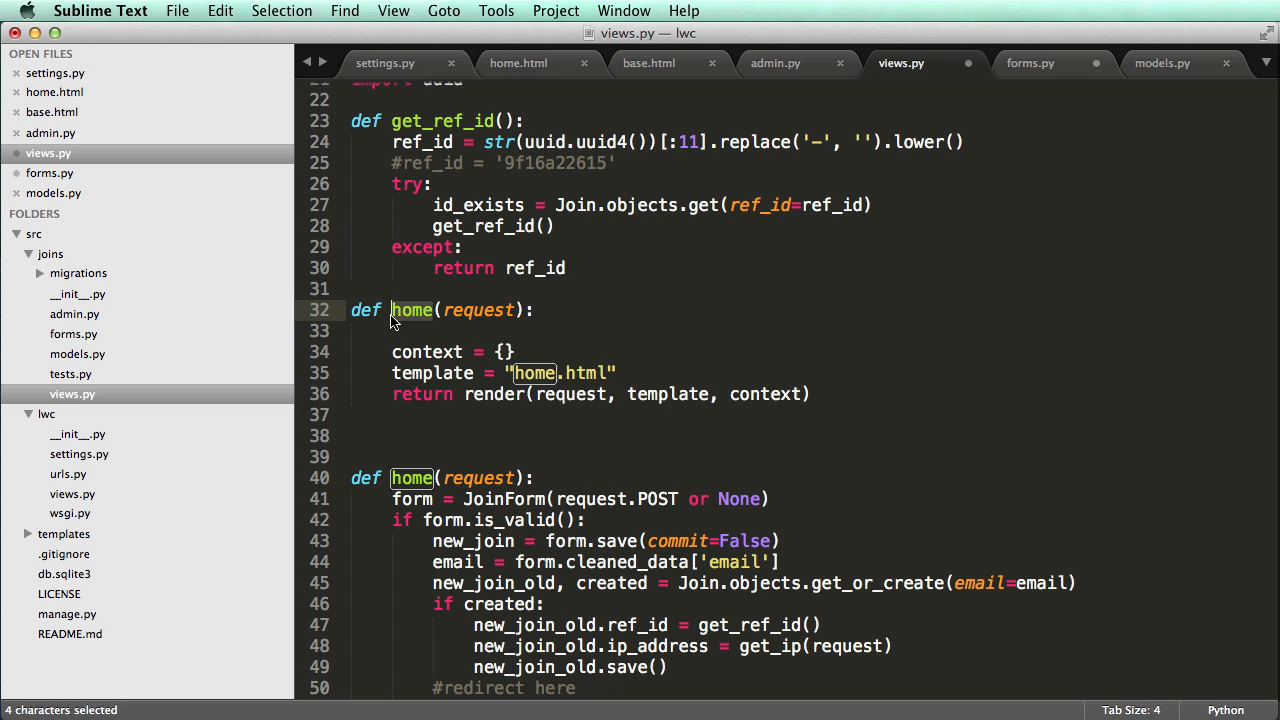 Sublime Text File Edit Selection Find View Goto Tools Project Window Help
views.py — lwc
OPEN FILES
settings.py
home.html
base.html
admin.py
views.py
forms.py
models.py
FOLDERS
src
joins
migrations
__init__.py
admin.py
forms.py
models.py
tests.py
views.py
lwc
__init__.py
settings.py
urls.py
views.py
wsgi.py
templates
.gitignore
db.sqlite3
LICENSE
manage.py
README.md
settings.py home.html base.html admin.py views.py forms.py models.py
22
23 def get_ref_id():
24 ref_id = str(uuid.uuid4())[:11].replace('-', '').lower()
25 #ref_id = '9f16a22615'
26 try:
27 id_exists = Join.objects.get(ref_id=ref_id)
28 get_ref_id()
29 except:
30 return ref_id
31
32 def home(request):
33
34 context = {}
35 template = "home.html"
36 return render(request, template, context)
37
38
39
40 def home(request):
41 form = JoinForm(request.POST or None)
42 if form.is_valid():
43 new_join = form.save(commit=False)
44 email = form.cleaned_data['email']
45 new_join_old, created = Join.objects.get_or_create(email=email)
46 if created:
47 new_join_old.ref_id = get_ref_id()
48 new_join_old.ip_address = get_ip(request)
49 new_join_old.save()
50 #redirect here
4 characters selected
Tab Size: 4 Python